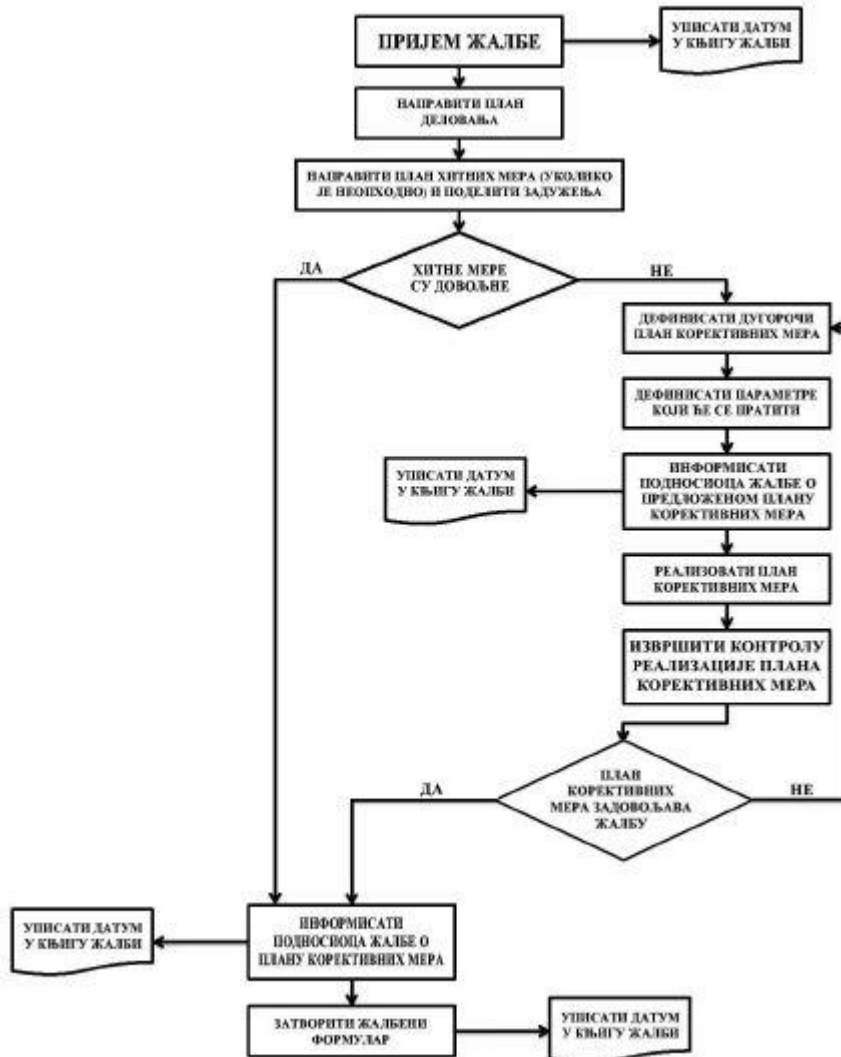 ПРИЈЕМ ЖАЛБЕ
УПИСАТИ ДАТУМ
У КЊИГУ ЖАЛБИ
НАПРАВИТИ ПЛАН
ДЕЛОВАЊА
НАПРАВИТИ ПЛАН ХИТНИХ МЕРА (УКОЛИКО
ЈЕ НЕОПХОДНО) И ПОДЕЛИТИ ЗАДУЖЕЊА
ДА
ХИТНЕ МЕРЕ
СУ ДОВОЉНЕ
НЕ
ДЕФИНИСАТИ ДУГОРОЧИ
ПЛАН КОРЕКТИВНИХ МЕРА
ДЕФИНИСАТИ ПАРАМЕТРЕ
КОЈИ ЋЕ СЕ ПРАТИТИ
УПИСАТИ ДАТУМ
У КЊИГУ ЖАЛБИ
ИНФОРМИСАТИ
ПОДНОСИОЦА ЖАЛБЕ О
ПРЕДЛОЖЕНОМ ПЛАНУ
КОРЕКТИВНИХ МЕРА
РЕАЛИЗОВАТИ ПЛАН
КОРЕКТИВНИХ МЕРА
ИЗВРШИТИ КОНТРОЛУ
РЕАЛИЗАЦИЈЕ ПЛАНА
КОРЕКТИВНИХ МЕРА
ДА
ПЛАН
КОРЕКТИВНИХ
МЕРА ЗАДОВОЉАВА
ЖАЛБУ
НЕ
УПИСАТИ ДАТУМ
У КЊИГУ ЖАЛБИ
ИНФОРМИСАТИ
ПОДНОСИОЦА ЖАЛБЕ О
ПЛАНУ КОРЕКТИВНИХ МЕРА
ЗАТВОРИТИ ЖАЛБЕНИ
ФОРМУЛАР
УПИСАТИ ДАТУМ
У КЊИГУ ЖАЛБИ